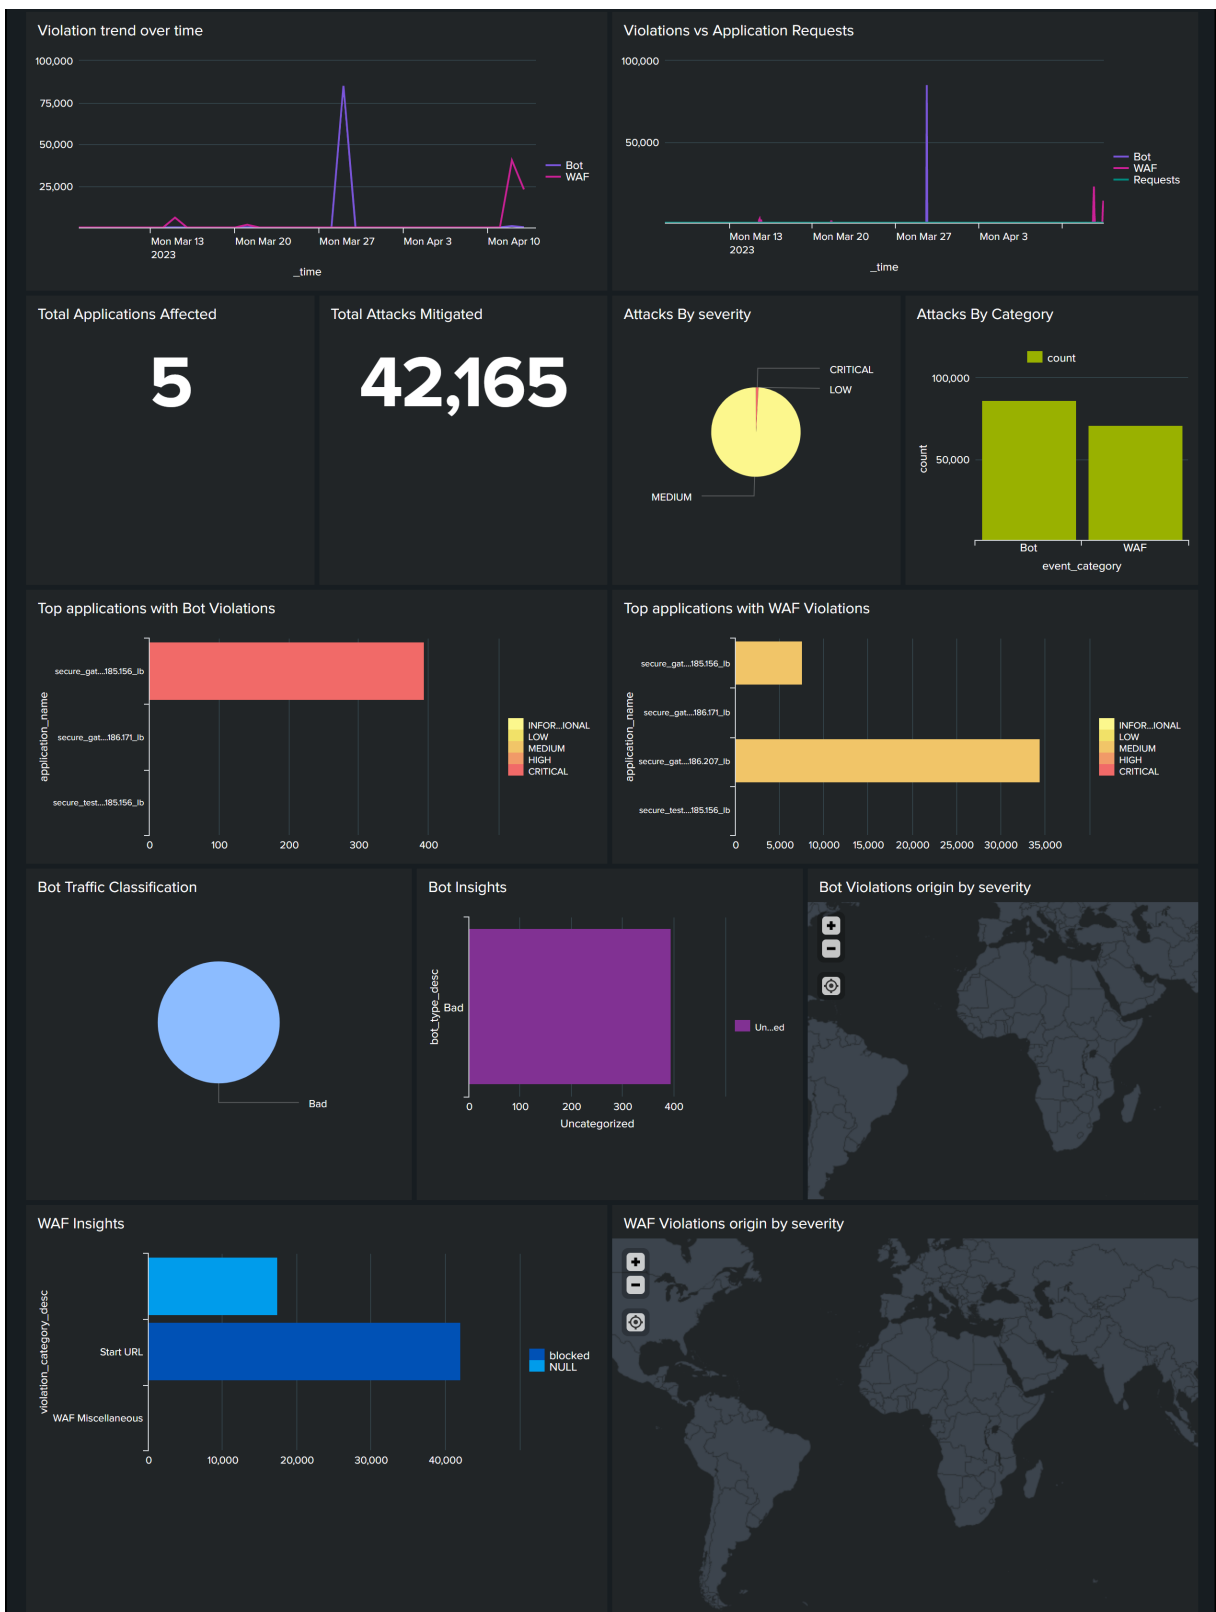 Violation trend over time
100,000
75,000
50,000
25,000
Bot
WAF
Mon Mar 13
2023
Mon Mar 20
Mon Mar 27
Mon Apr 3
Mon Apr 10
_time
Violations vs Application Requests
100,000
50,000
Bot
WAF
Requests
Mon Mar 13
2023
Mon Mar 20
Mon Mar 27
Mon Apr 3
_time
Total Applications Affected
5
Total Attacks Mitigated
42,165
Attacks By severity
CRITICAL
LOW
MEDIUM
Attacks By Category
count
100,000
50,000
count
Bot
WAF
event_category
Top applications with Bot Violations
application_name
secure_gat...185.156_lb
secure_gat...186.171_lb
secure_test...185.156_lb
0 100 200 300 400
INFOR...IONAL
LOW
MEDIUM
HIGH
CRITICAL
Top applications with WAF Violations
application_name
secure_gat...185.156_lb
secure_gat...186.171_lb
secure_gat...186.207_lb
secure_test...185.156_lb
0 5,000 10,000 15,000 20,000 25,000 30,000 35,000
INFOR...IONAL
LOW
MEDIUM
HIGH
CRITICAL
Bot Traffic Classification
Bad
Bot Insights
bot_type_desc
Bad
0 100 200 300 400
Uncategorized
Un...ed
Bot Violations origin by severity
WAF Insights
violation_category_desc
Start URL
WAF Miscellaneous
0 10,000 20,000 30,000 40,000
blocked
NULL
WAF Violations origin by severity